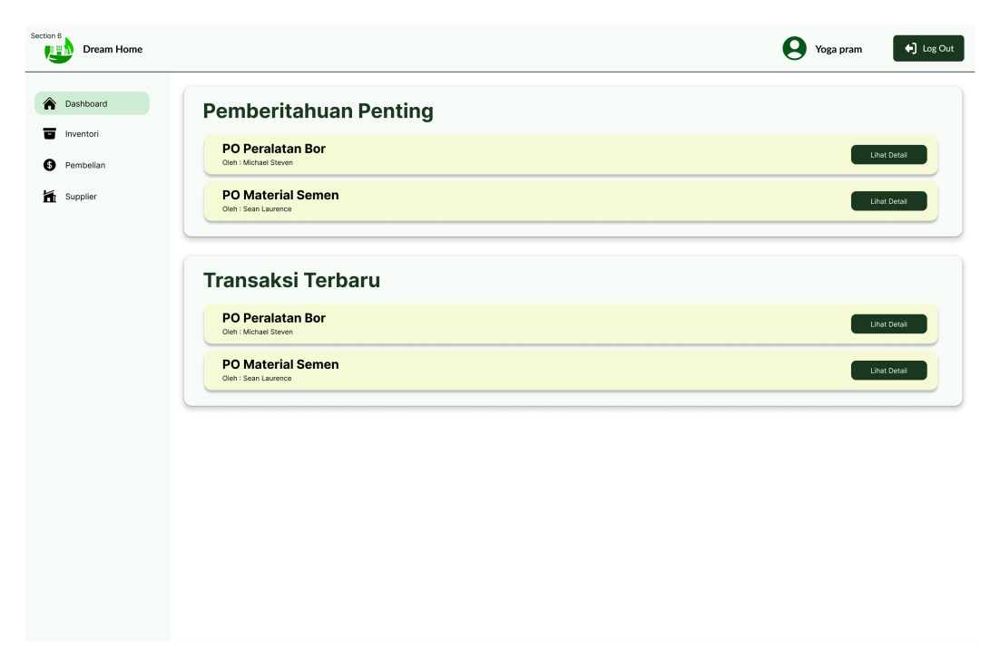 Section 6
Dream Home
Yoga pram
Log Out
Dashboard
Inventori
Pembelian
Supplier
Pemberitahuan Penting
PO Peralatan Bor
Oleh : Michael Steven
Lihat Detail
PO Material Semen
Oleh : Sean Laurence
Lihat Detail
Transaksi Terbaru
PO Peralatan Bor
Oleh : Michael Steven
Lihat Detail
PO Material Semen
Oleh : Sean Laurence
Lihat Detail